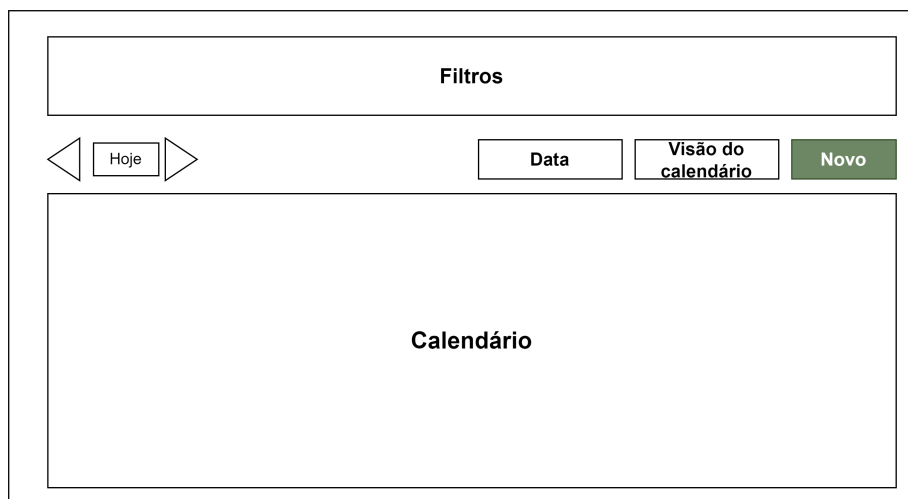 Filtros
Hoje
Data
Visão do
calendário
Novo
Calendário